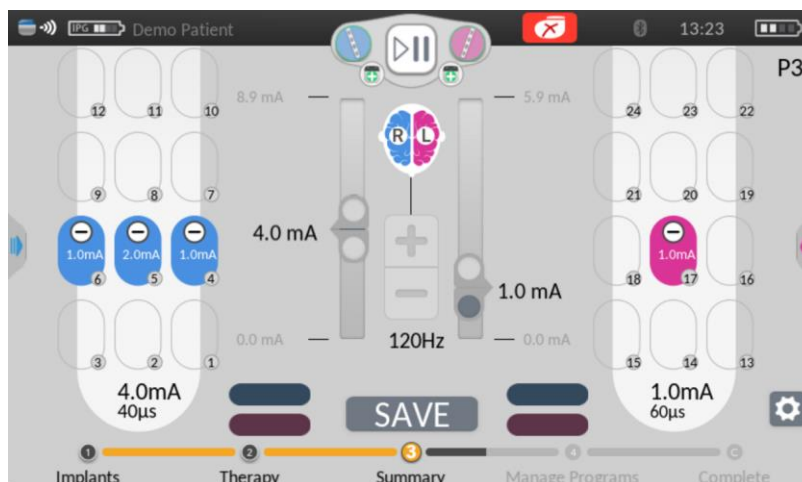 IPG Demo Patient 13:23
P3
12 11 10 8.9 mA 5.9 mA 24 23 22
R L
9 8 7 21 20 19
1.0mA 2.0mA 1.0mA 4.0 mA 1.0mA
6 5 4 18 17 16
1.0 mA
0.0 mA 120Hz 0.0 mA
3 2 1 15 14 13
4.0mA 1.0mA
40µs 60µs
SAVE
1 2 3 4 C
Implants Therapy Summary Manage Programs Complete